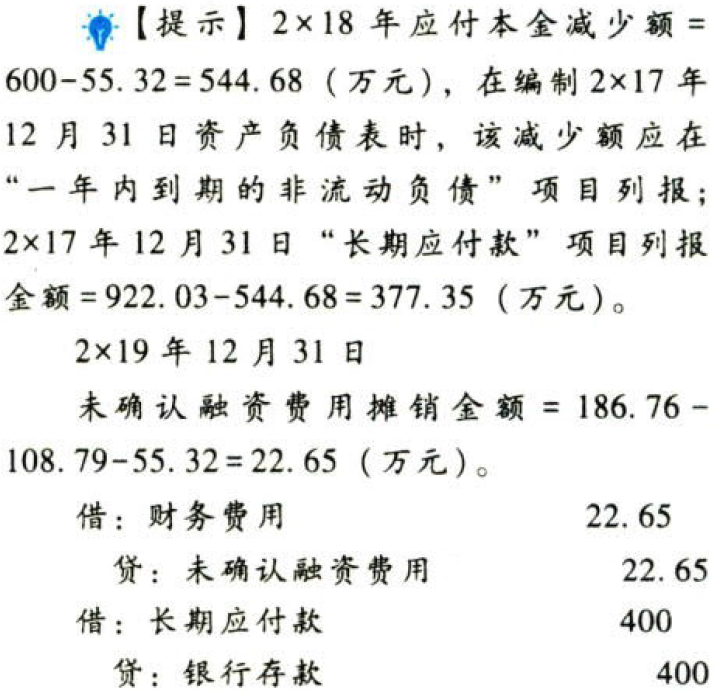 【提示】2×18 年应付本金减少额=
600-55.32=544.68（万元），在编制2×17 年
12 月 31 日资产负债表时，该减少额应在
“一年内到期的非流动负债”项目列报；
2×17 年 12 月 31 日“长期应付款”项目列报
金额=922.03-544.68=377.35（万元）。
2×19 年 12 月 31 日
未确认融资费用摊销金额 = 186.76-
108.79-55.32=22.65（万元）。
借：财务费用 22.65
贷：未确认融资费用 22.65
借：长期应付款 400
贷：银行存款 400